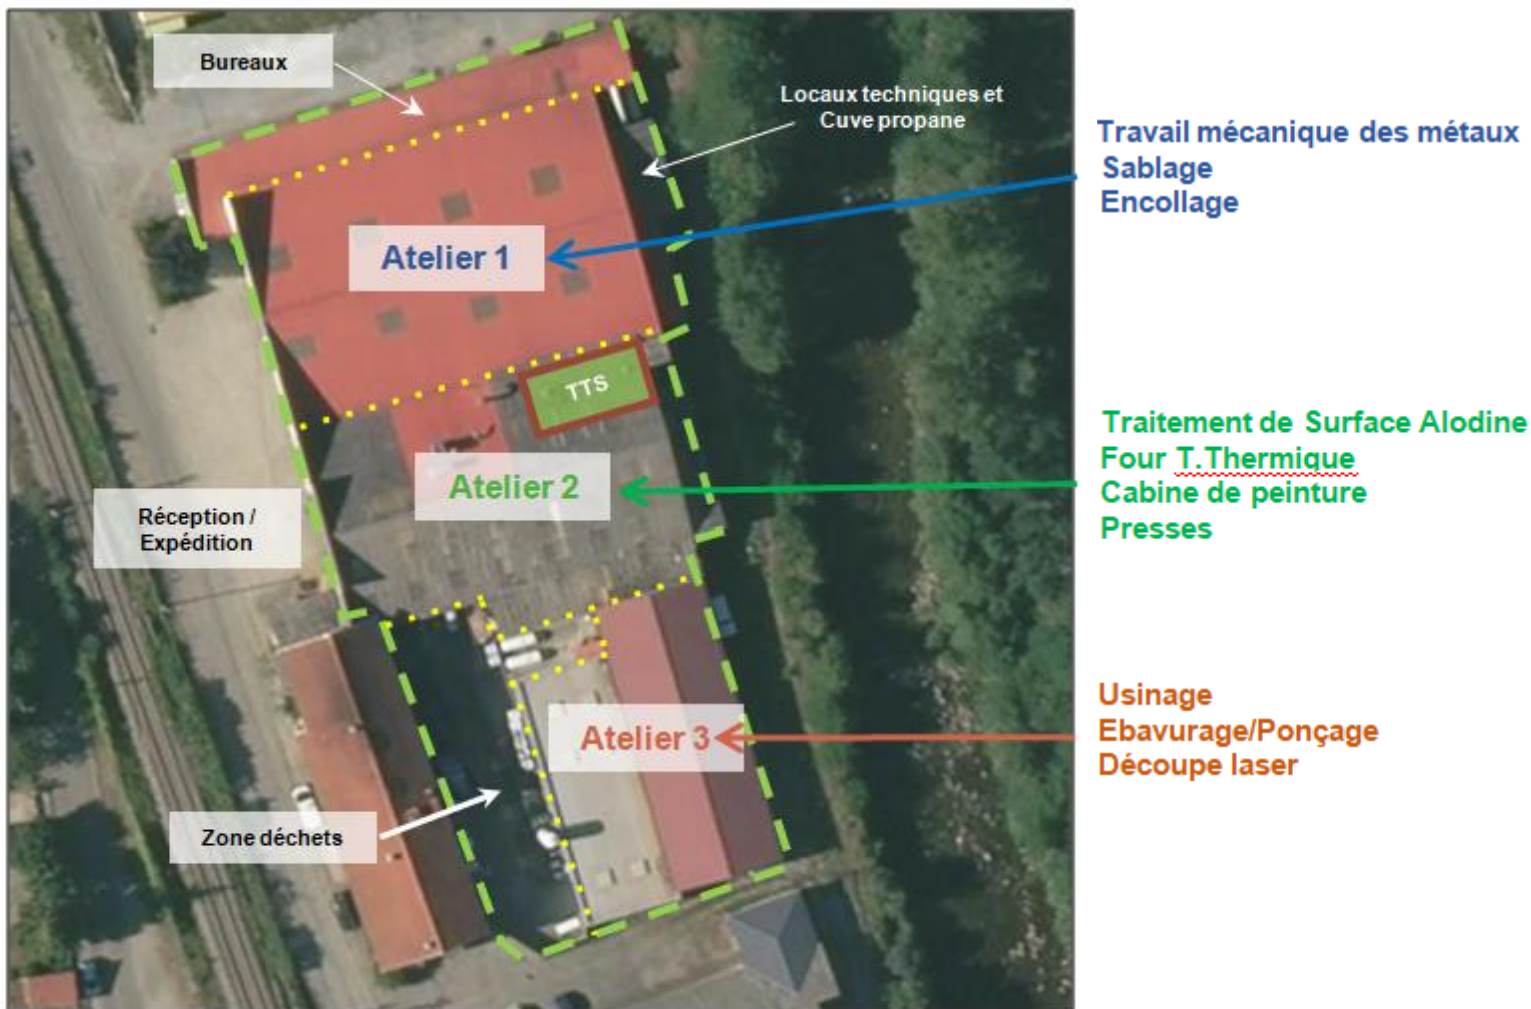 Bureaux
Locaux techniques et
Cuve propane
Travail mécanique des métaux
Sablage
Encollage
Atelier 1
TTS
Traitement de Surface Alodine
Four T.Thermique
Cabine de peinture
Presses
Atelier 2
Réception /
Expédition
Usinage
Ebavurage/Ponçage
Découpe laser
Atelier 3
Zone déchets